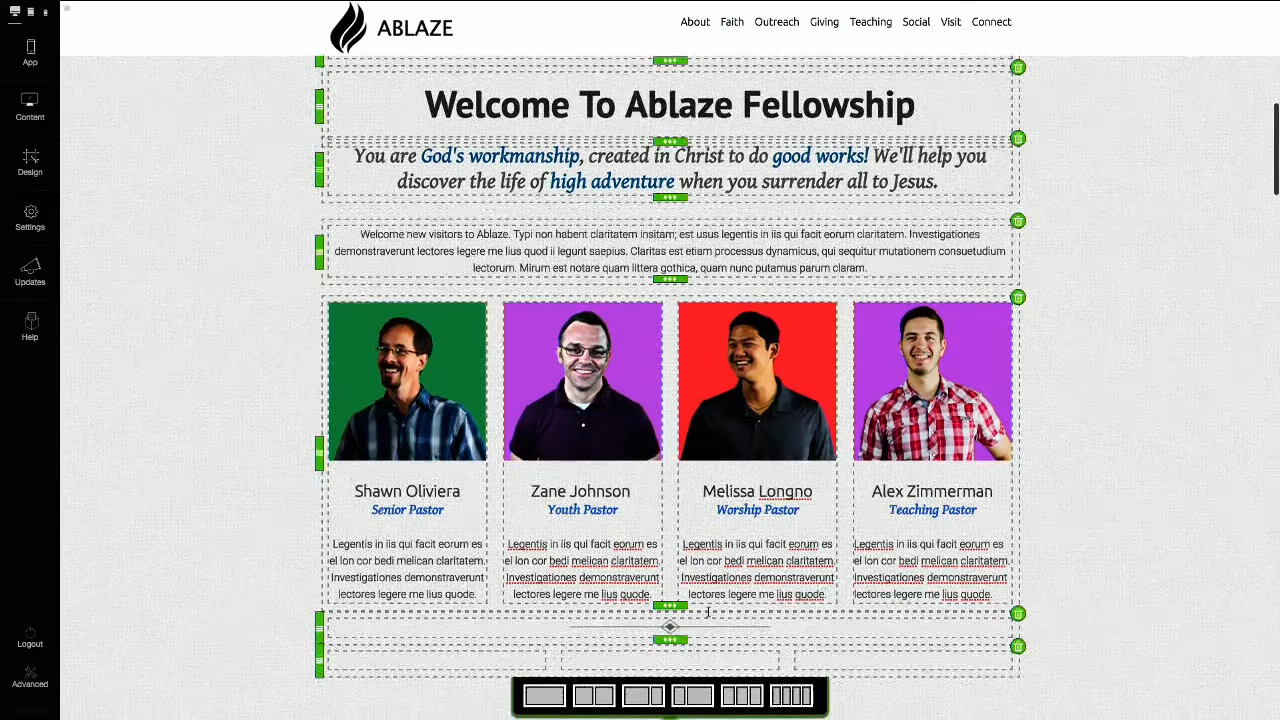 ABLAZE
About Faith Outreach Giving Teaching Social Visit Connect
App
Content
Design
Settings
Updates
Help
Logout
Advanced
Welcome To Ablaze Fellowship
You are God's workmanship, created in Christ to do good works! We'll help you
discover the life of high adventure when you surrender all to Jesus.
Welcome new visitors to Ablaze. Typi non habent claritatem insitam; est usus legentis in iis qui facit eorum claritatem. Investigationes
demonstraverunt lectores legere me lius quod ii legunt saepius. Claritas est etiam processus dynamicus, qui sequitur mutationem consuetudium
lectorum. Mirum est notare quam littera gothica, quam nunc putamus parum claram.
Shawn Oliviera
Senior Pastor
Legentis in iis qui facit eorum es
el lon cor bedi melican claritatem.
Investigationes demonstraverunt
lectores legere me lius quode.
Zane Johnson
Youth Pastor
Legentis in iis qui facit eorum es
el lon cor bedi melican claritatem.
Investigationes demonstraverunt
lectores legere me lius quode.
Melissa Longno
Worship Pastor
Legentis in iis qui facit eorum es
el lon cor bedi melican claritatem.
Investigationes demonstraverunt
lectores legere me lius quode.
Alex Zimmerman
Teaching Pastor
Legentis in iis qui facit eorum es
el lon cor bedi melican claritatem.
Investigationes demonstraverunt
lectores legere me lius quode.